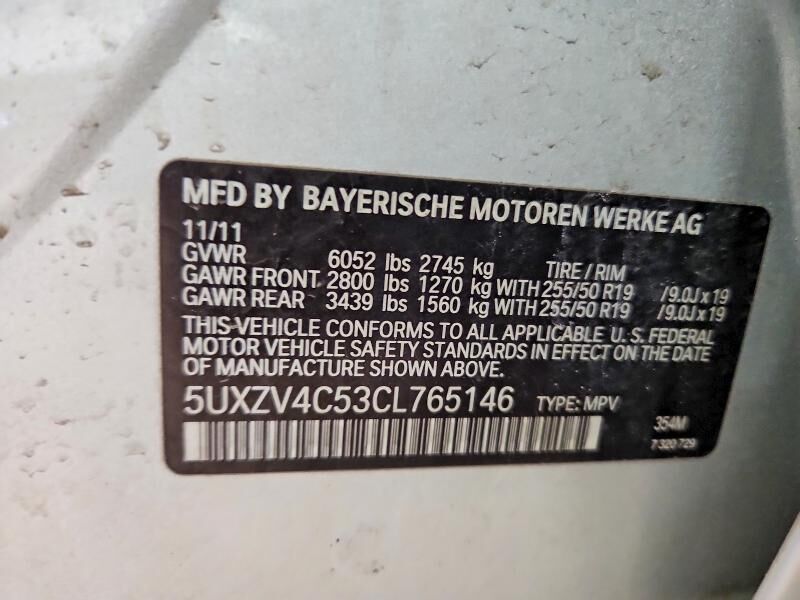 MFD BY BAYERISCHE MOTOREN WERKE AG
11/11
GVWR 6052 lbs 2745 kg TIRE / RIM
GAWR FRONT 2800 lbs 1270 kg WITH 255/50 R19 /9.0J x 19
GAWR REAR 3439 lbs 1560 kg WITH 255/50 R19 /9.0J x 19
THIS VEHICLE CONFORMS TO ALL APPLICABLE U. S. FEDERAL
MOTOR VEHICLE SAFETY STANDARDS IN EFFECT ON THE DATE
OF MANUFACTURE SHOWN ABOVE.
5UXZV4C53CL765146 TYPE: MPV
354M
7 320 729